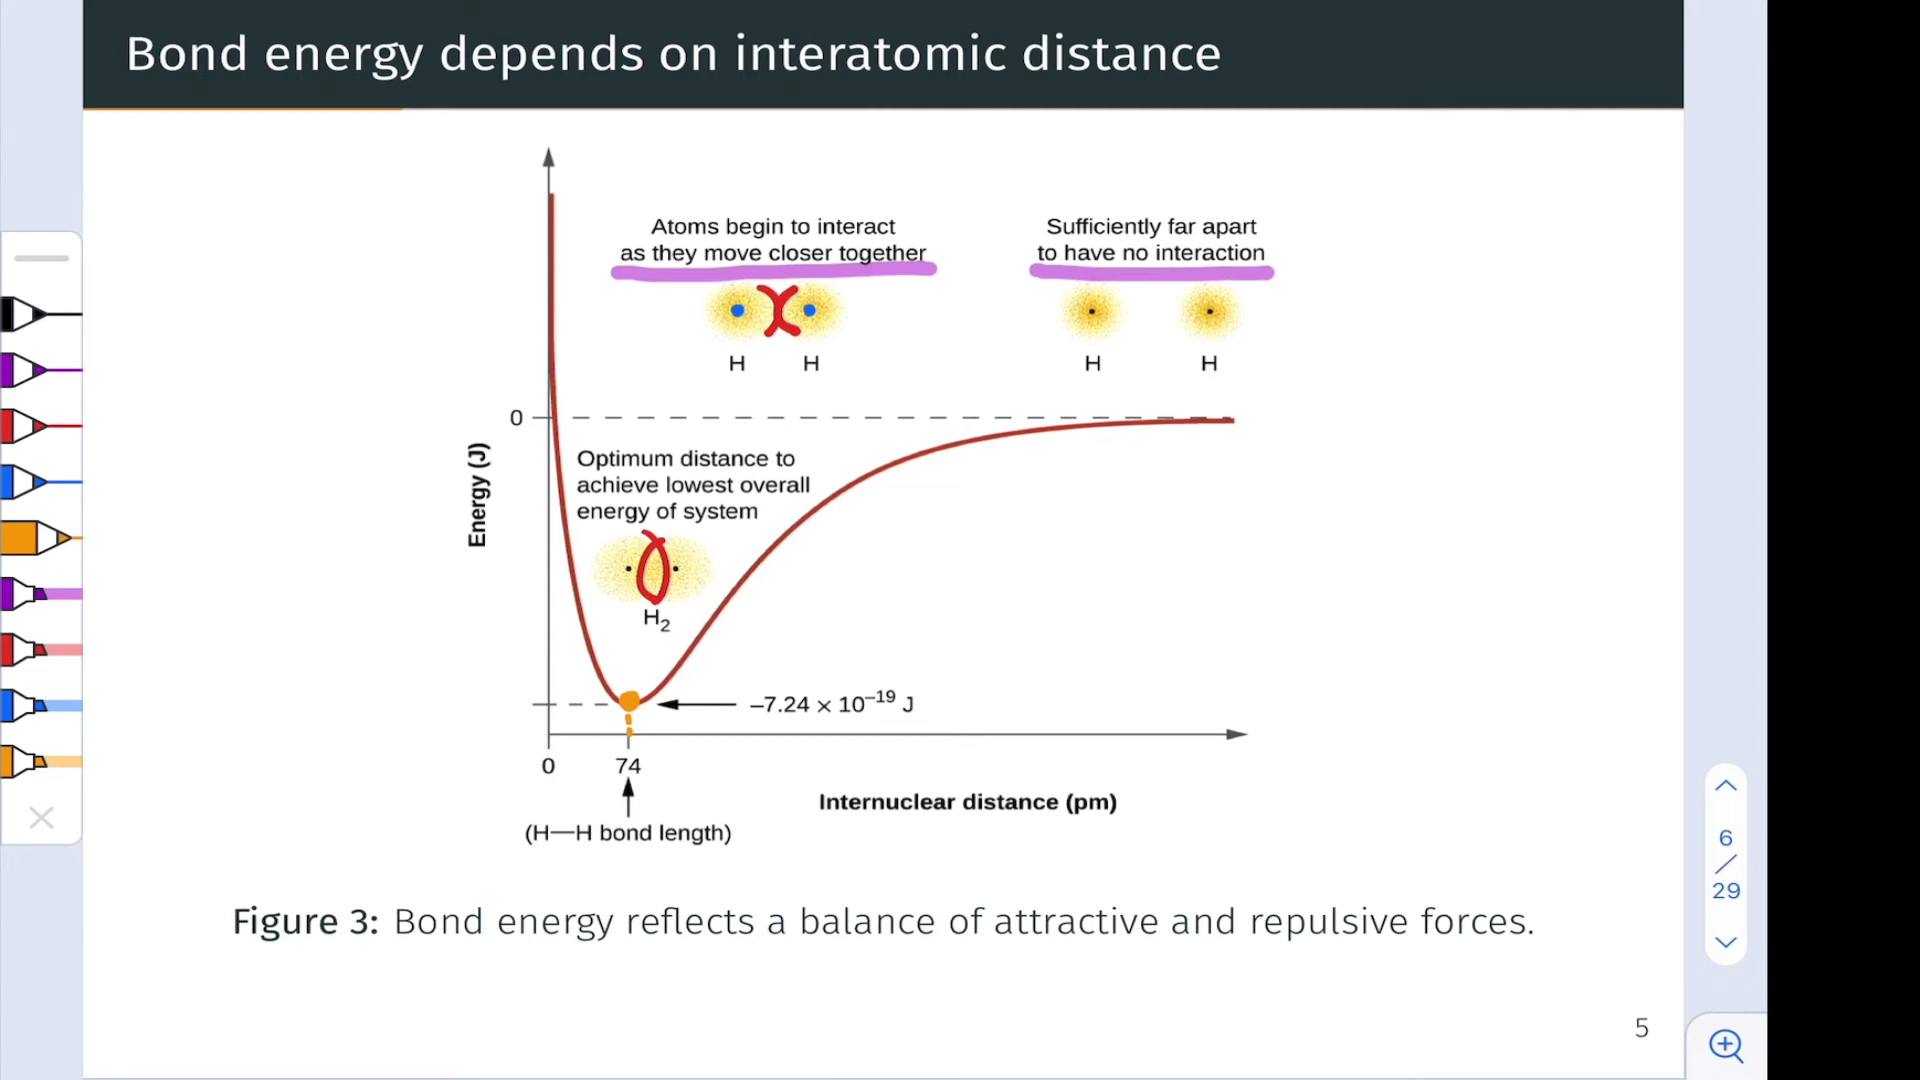 Bond energy depends on interatomic distance
Atoms begin to interact
as they move closer together
Sufficiently far apart
to have no interaction
H H
H H
0
Energy (J)
Optimum distance to
achieve lowest overall
energy of system
H₂
–7.24 × 10⁻¹⁹ J
0 74
Internuclear distance (pm)
(H—H bond length)
Figure 3: Bond energy reflects a balance of attractive and repulsive forces.
5
6
/
29